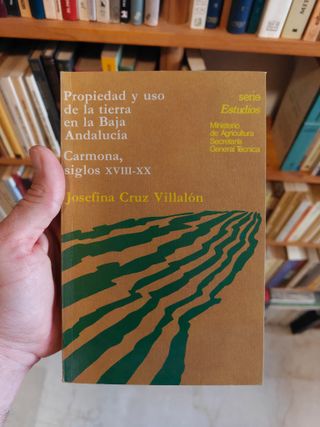 Propiedad y uso
de la tierra
en la Baja
Andalucía
Carmona,
siglos XVIII-XX
Josefina Cruz Villalón
serie
Estudios
Ministerio
de Agricultura
Secretaría
General Técnica